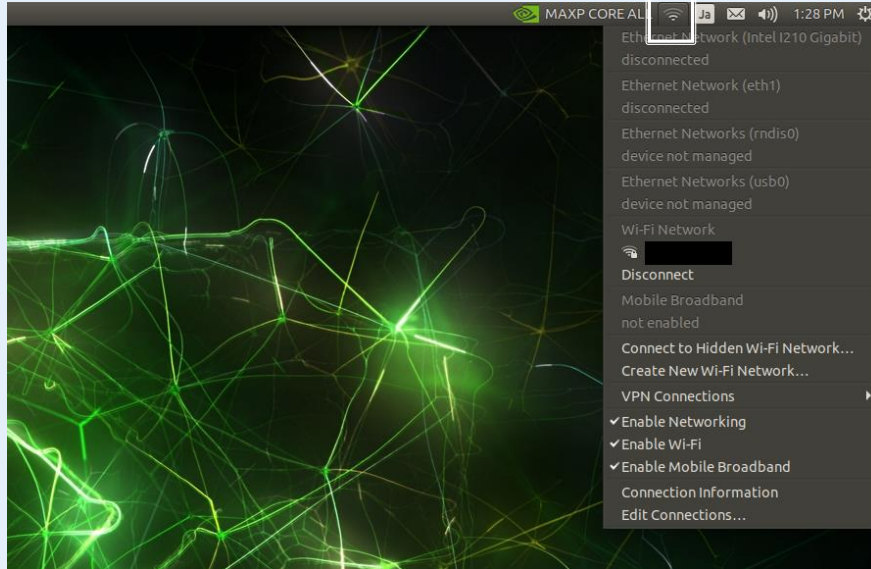 MAXP CORE ALL Ja 1:28 PM
Ethernet Network (Intel I210 Gigabit)
disconnected
Ethernet Network (eth1)
disconnected
Ethernet Networks (rndis0)
device not managed
Ethernet Networks (usb0)
device not managed
Wi-Fi Network
Disconnect
Mobile Broadband
not enabled
Connect to Hidden Wi-Fi Network…
Create New Wi-Fi Network…
VPN Connections
Enable Networking
Enable Wi-Fi
Enable Mobile Broadband
Connection Information
Edit Connections…